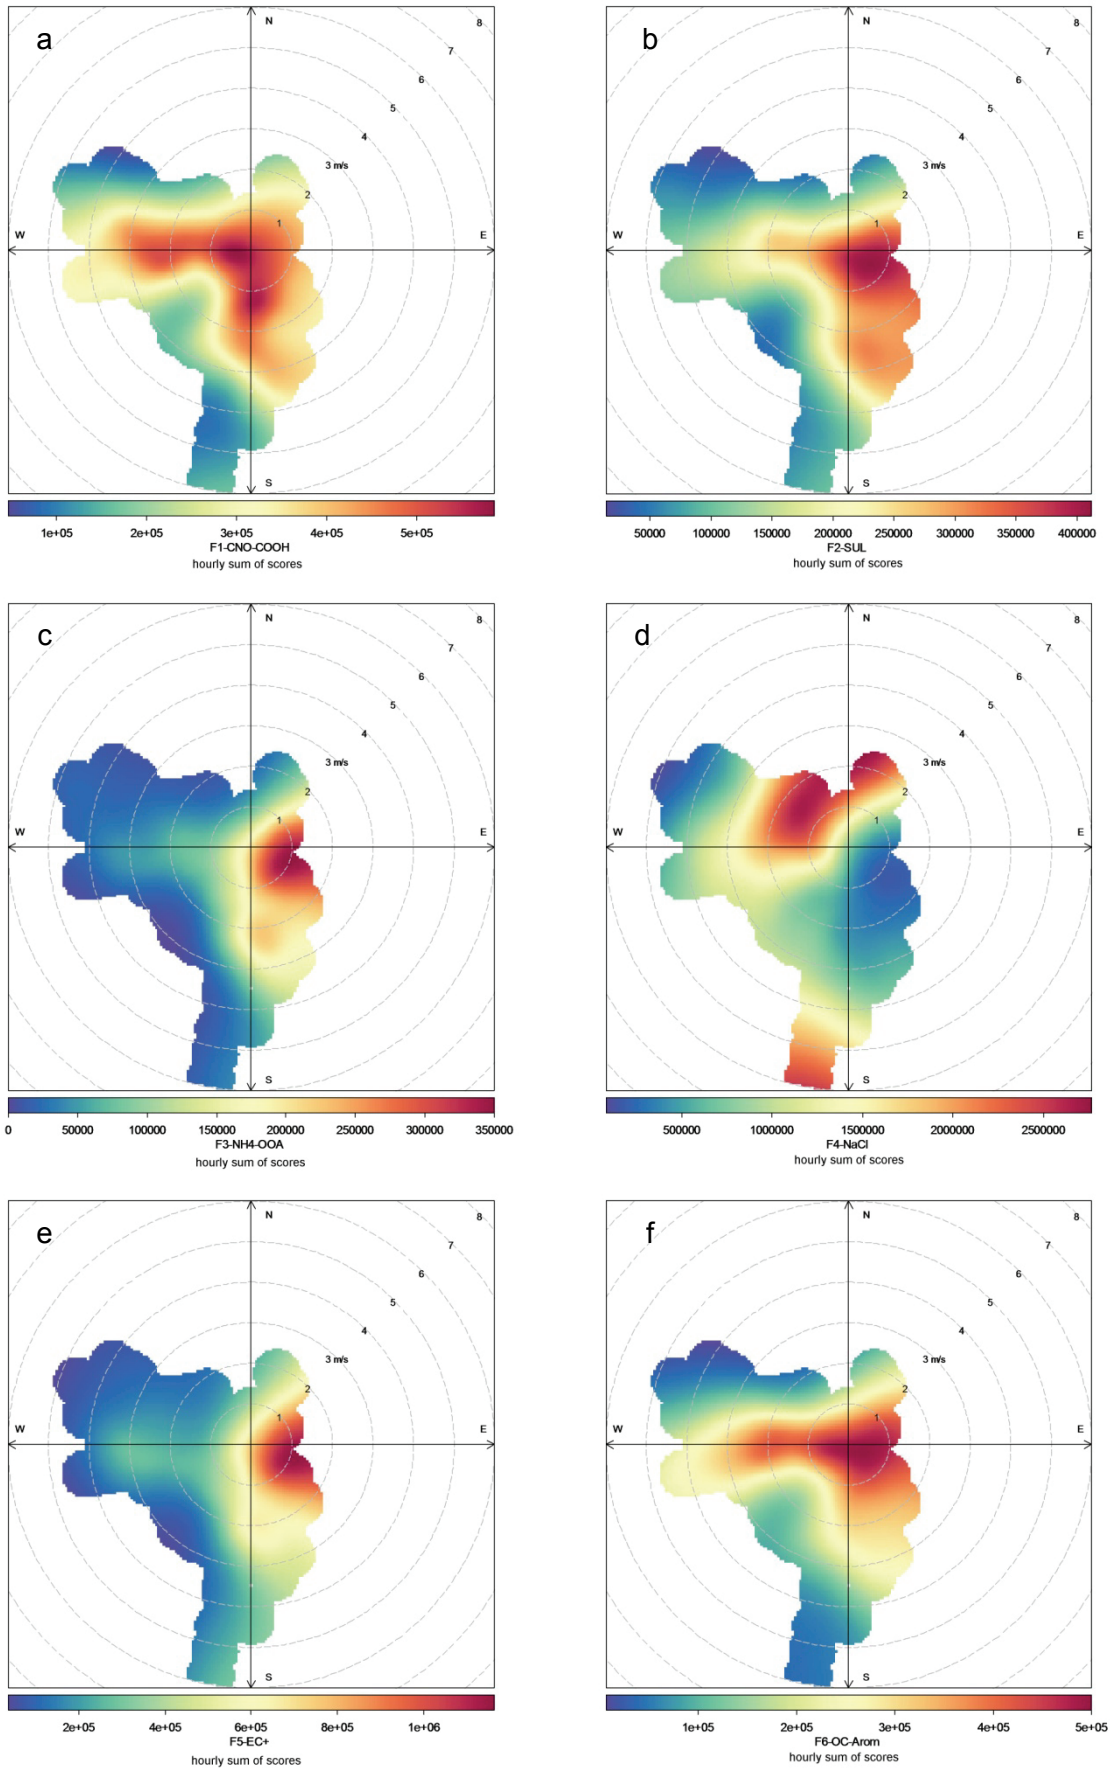 a
N
8
7
6
5
4
3 m/s
2
1
W
E
S
1e+05 2e+05 3e+05 4e+05 5e+05
F1-CNO-COOH
hourly sum of scores
b
N
8
7
6
5
4
3 m/s
2
1
W
E
S
50000 100000 150000 200000 250000 300000 350000 400000
F2-SUL
hourly sum of scores
c
N
8
7
6
5
4
3 m/s
2
1
W
E
S
0 50000 100000 150000 200000 250000 300000 350000
F3-NH4-OOA
hourly sum of scores
d
N
8
7
6
5
4
3 m/s
2
1
W
E
S
500000 1000000 1500000 2000000 2500000
F4-NaCl
hourly sum of scores
e
N
8
7
6
5
4
3 m/s
2
1
W
E
S
2e+05 4e+05 6e+05 8e+05 1e+06
F5-EC+
hourly sum of scores
f
N
8
7
6
5
4
3 m/s
2
1
W
E
S
1e+05 2e+05 3e+05 4e+05 5e+05
F6-OC-Arom
hourly sum of scores